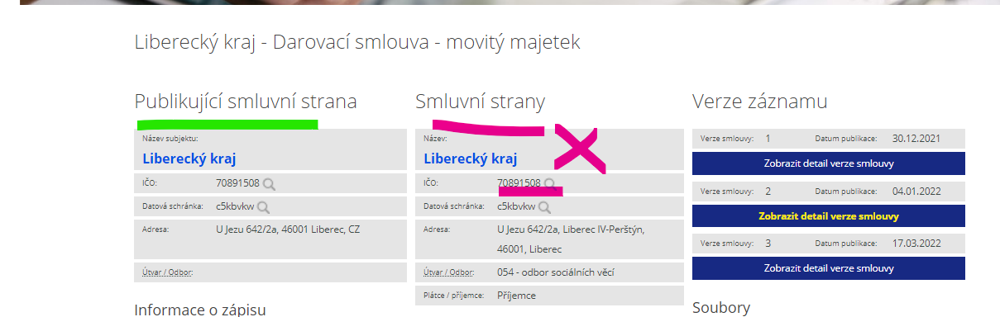 Liberecký kraj - Darovací smlouva - movitý majetek
Publikující smluvní strana
Název subjektu:
Liberecký kraj
IČO: 70891508
Datová schránka: c5kbvkw
Adresa: U Jezu 642/2a, 46001 Liberec, CZ
Útvar / Odbor:
Informace o zápisu
Smluvní strany
Název:
Liberecký kraj
IČO: 70891508
Datová schránka: c5kbvkw
Adresa: U Jezu 642/2a, Liberec IV-Perštýn,
46001, Liberec
Útvar / Odbor: 054 - odbor sociálních věcí
Plátce / příjemce: Příjemce
Verze záznamu
Verze smlouvy: 1 Datum publikace: 30.12.2021
Zobrazit detail verze smlouvy
Verze smlouvy: 2 Datum publikace: 04.01.2022
Zobrazit detail verze smlouvy
Verze smlouvy: 3 Datum publikace: 17.03.2022
Zobrazit detail verze smlouvy
Soubory